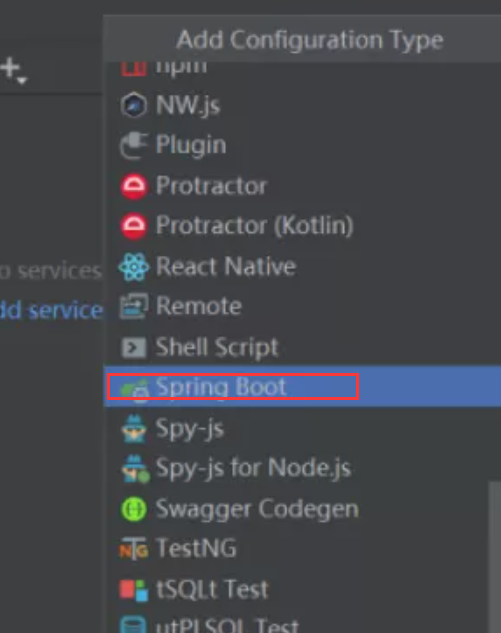 Add Configuration Type
npm
NW.js
Plugin
Protractor
Protractor (Kotlin)
React Native
o services
Remote
dd service
Shell Script
Spring Boot
Spy-js
Spy-js for Node.js
Swagger Codegen
TestNG
tSQLt Test
utPLSQL Test